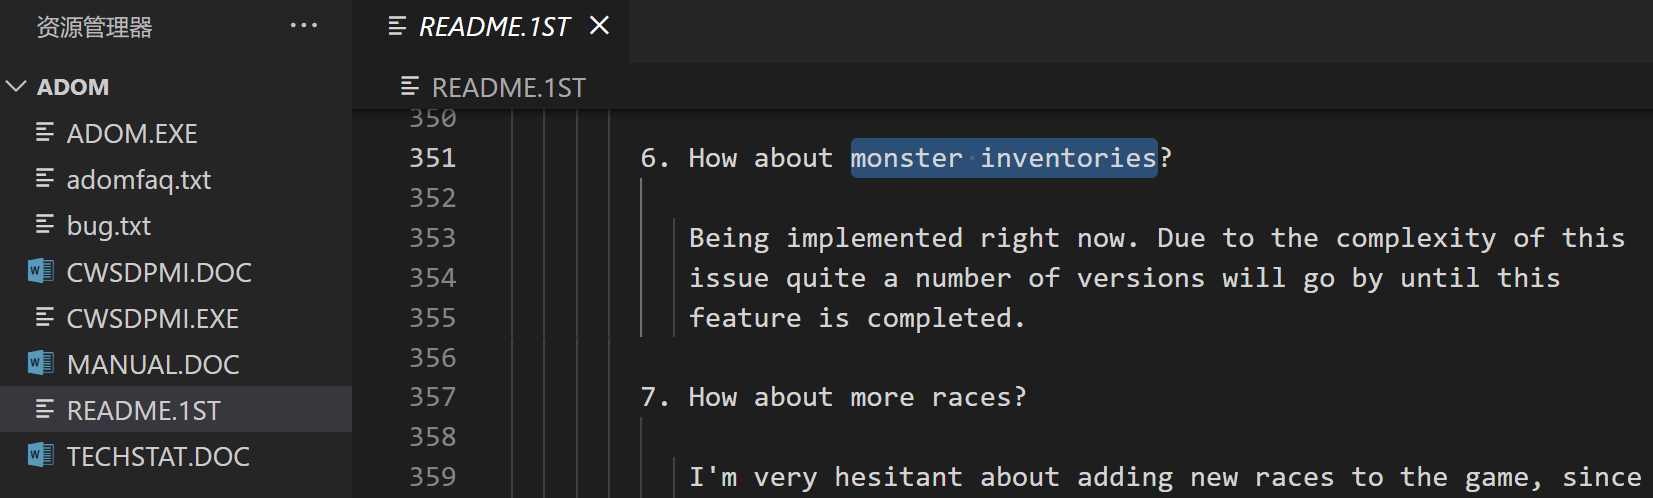 资源管理器
ADOM
ADOM.EXE
adomfaq.txt
bug.txt
CWSDPMI.DOC
CWSDPMI.EXE
MANUAL.DOC
README.1ST
TECHSTAT.DOC
README.1ST
README.1ST
350
351 6. How about monster inventories?
352
353 Being implemented right now. Due to the complexity of this
354 issue quite a number of versions will go by until this
355 feature is completed.
356
357 7. How about more races?
358
359 I'm very hesitant about adding new races to the game, since